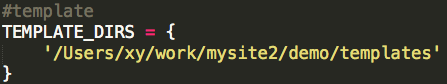 #template
TEMPLATE_DIRS = {
    '/Users/xy/work/mysite2/demo/templates'
}